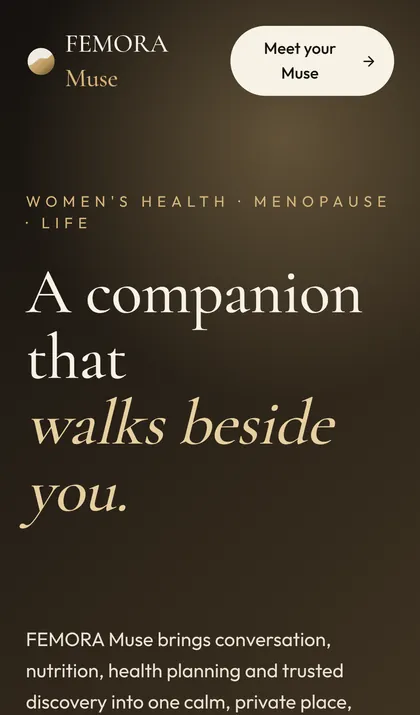 FEMORA
Muse
Meet your
Muse →
WOMEN'S HEALTH · MENOPAUSE
· LIFE
A companion
that
walks beside
you.
FEMORA Muse brings conversation,
nutrition, health planning and trusted
discovery into one calm, private place,